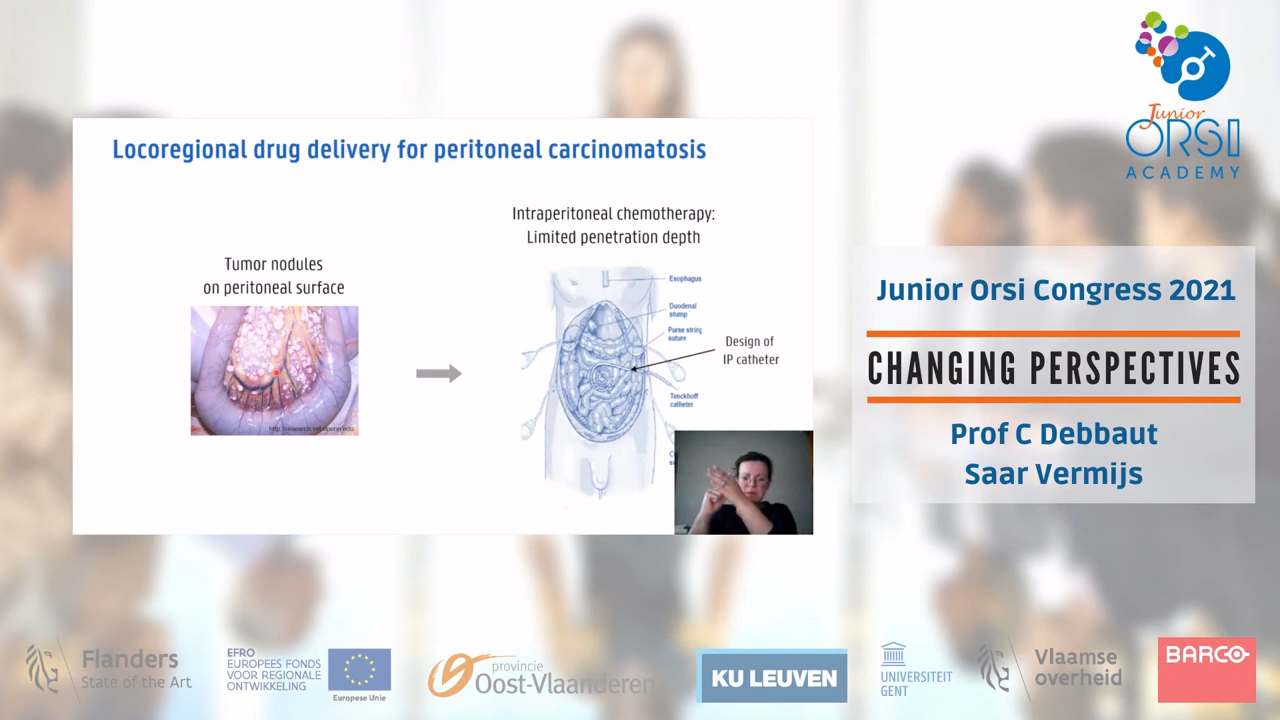 Locoregional drug delivery for peritoneal carcinomatosis
Tumor nodules
on peritoneal surface
Intraperitoneal chemotherapy:
Limited penetration depth
Esophagus
Duodenal
stump
Purse string
suture
Tenckhoff
catheter
Design of
IP catheter
Junior
ORSI
ACADEMY
Junior Orsi Congress 2021
CHANGING PERSPECTIVES
Prof C Debbaut
Saar Vermijs
Flanders
State of the Art
EFRO
EUROPEES FONDS
VOOR REGIONALE
ONTWIKKELING
Europese Unie
provincie
Oost-Vlaanderen
KU LEUVEN
UNIVERSITEIT
GENT
Vlaamse
overheid
BARCO